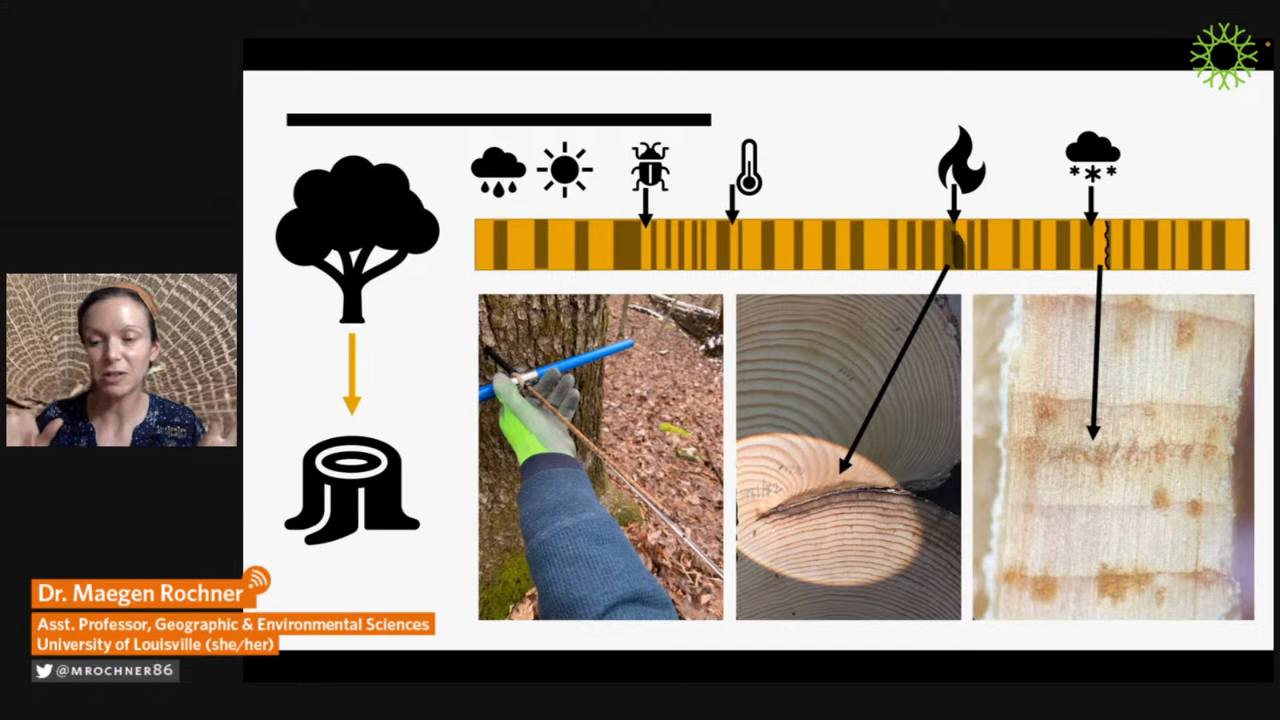 Dr. Maegen Rochner
Asst. Professor, Geographic & Environmental Sciences
University of Louisville (she/her)
@MROCHNER86